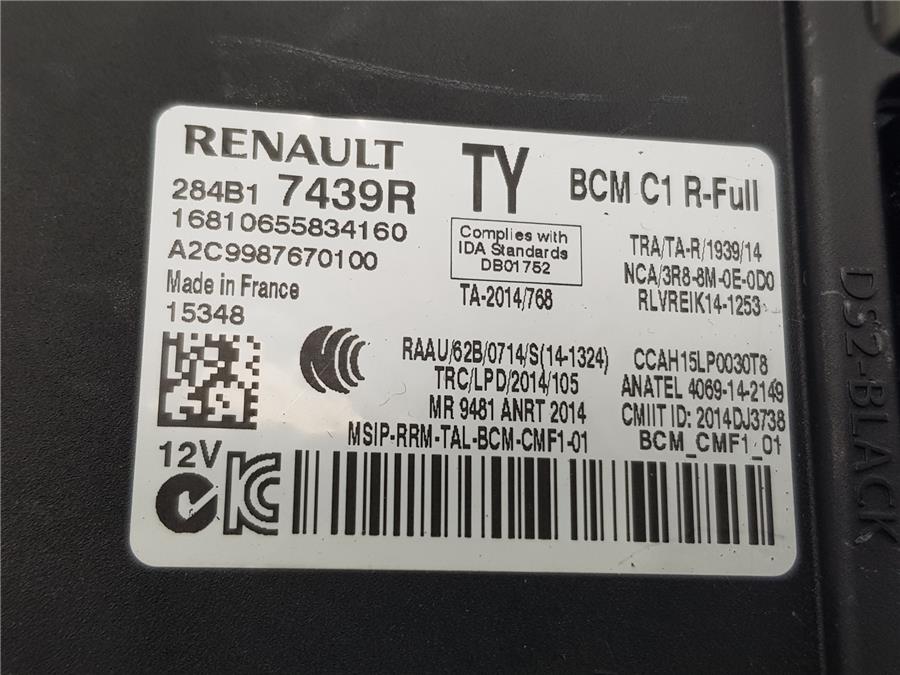 RENAULT
284B1 7439R
16810655834160
A2C9987670100
Made in France
15348
TY
BCM C1 R-Full
Complies with
IDA Standards
DB01752
TA-2014/768
TRA/TA-R/1939/14
NCA/3R8-8M-0E-0D0
RLVREIK14-1253
RAAU/62B/0714/S(14-1324)
TRC/LPD/2014/105
MR 9481 ANRT 2014
MSIP-RRM-TAL-BCM-CMF1-01
CCAH15LP0030T8
ANATEL 4069-14-2149
CMIIT ID: 2014DJ3738
BCM_CMF1_01
12V
DS2-BLACK